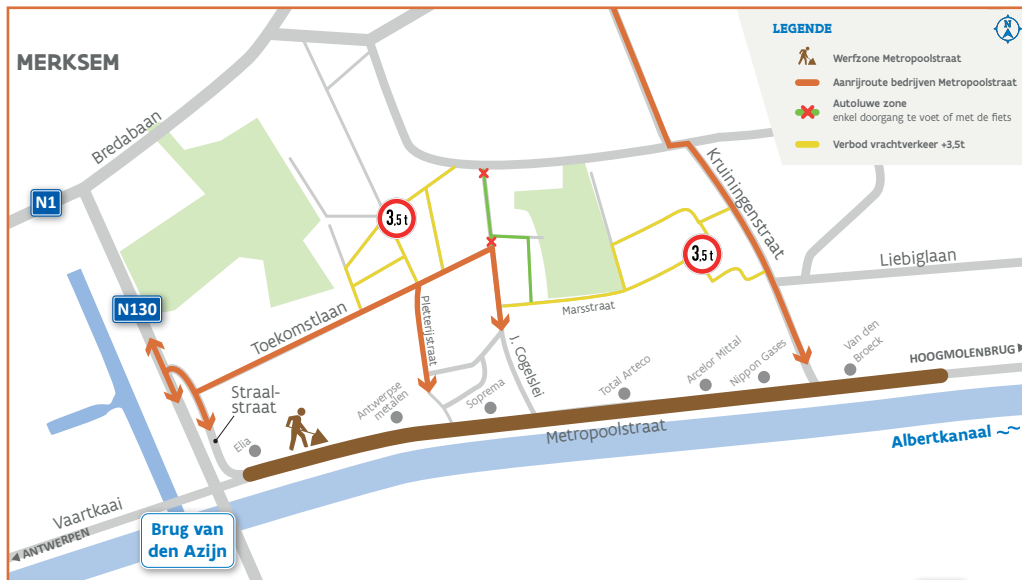 MERKSEM
LEGENDE
N
Werfzone Metropoolstraat
Aanrijroute bedrijven Metropoolstraat
Autoluwe zone
enkel doorgang te voet of met de fiets
Verbod vrachtverkeer +3,5t
Bredabaan
N1
3,5 t
Kruiningenstraat
3,5 t
Liebiglaan
N130
Toekomstlaan
Pletterijstraat
Marsstraat
J. Cogelslei
HOOGMOLENBRUG
Straal-
straat
Elia
Antwerpse
metalen
Soprema
Total Arteco
Arcelor Mittal
Nippon Gases
Van den
Broeck
Metropoolstraat
Albertkanaal
Vaartkaai
ANTWERPEN
Brug van
den Azijn